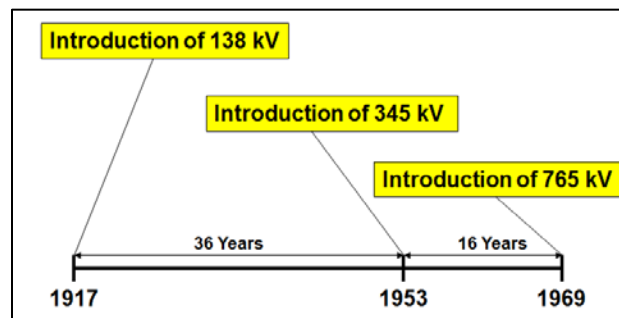 Introduction of 138 kV
Introduction of 345 kV
Introduction of 765 kV
36 Years
16 Years
1917
1953
1969